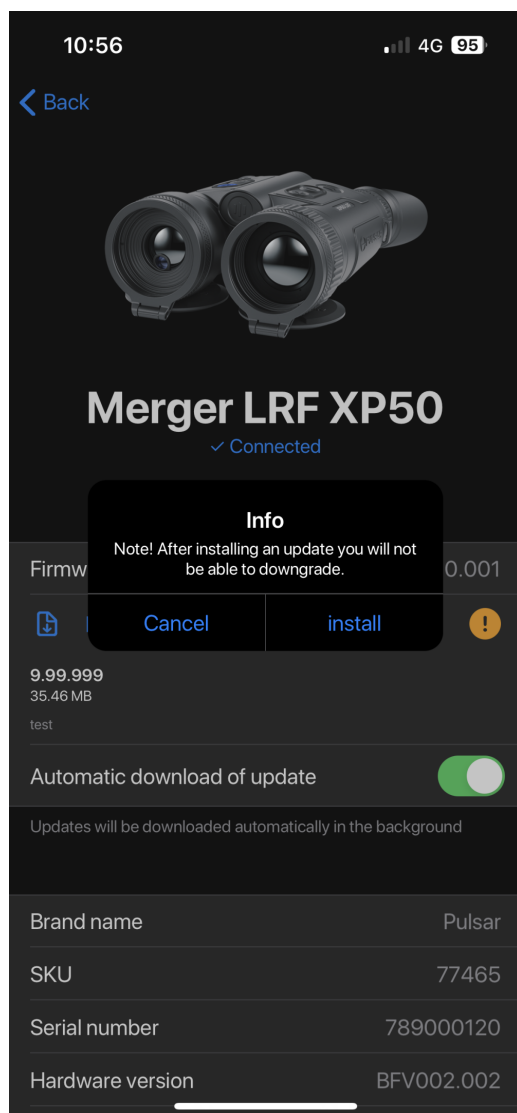 10:56
4G 95
Back
Merger LRF XP50
Connected
Info
Note! After installing an update you will not
be able to downgrade.
Cancel install
Firmw 0.001
9.99.999
35.46 MB
test
Automatic download of update
Updates will be downloaded automatically in the background
Brand name Pulsar
SKU 77465
Serial number 789000120
Hardware version BFV002.002